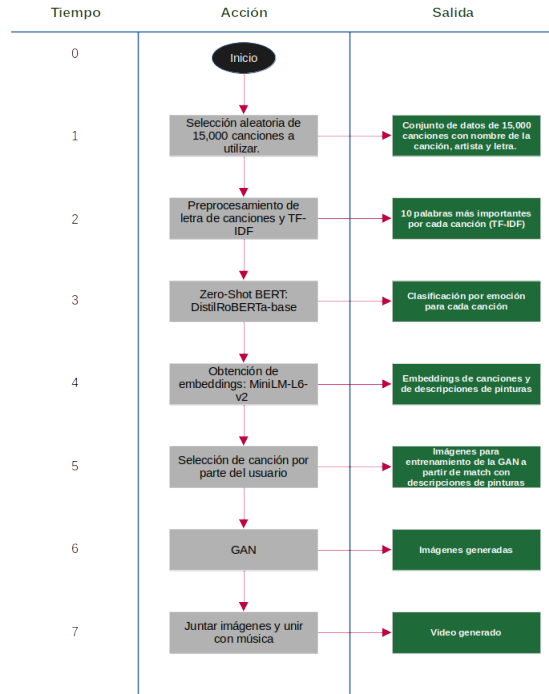 Tiempo Acción Salida
0
Inicio
1
Selección aleatoria de
15,000 canciones a
utilizar.
Conjunto de datos de 15,000
canciones con nombre de la
canción, artista y letra.
2
Preprocesamiento de
letra de canciones y TF-
IDF
10 palabras más importantes
por cada canción (TF-IDF)
3
Zero-Shot BERT:
DistilRoBERTa-base
Clasificación por emoción
para cada canción
4
Obtención de
embeddings: MiniLM-L6-
v2
Embeddings de canciones y
de descripciones de pinturas
5
Selección de canción por
parte del usuario
Imágenes para
entrenamiento de la GAN a
partir de match con
descripciones de pinturas
6
GAN
Imágenes generadas
7
Juntar imágenes y unir
con música
Video generado